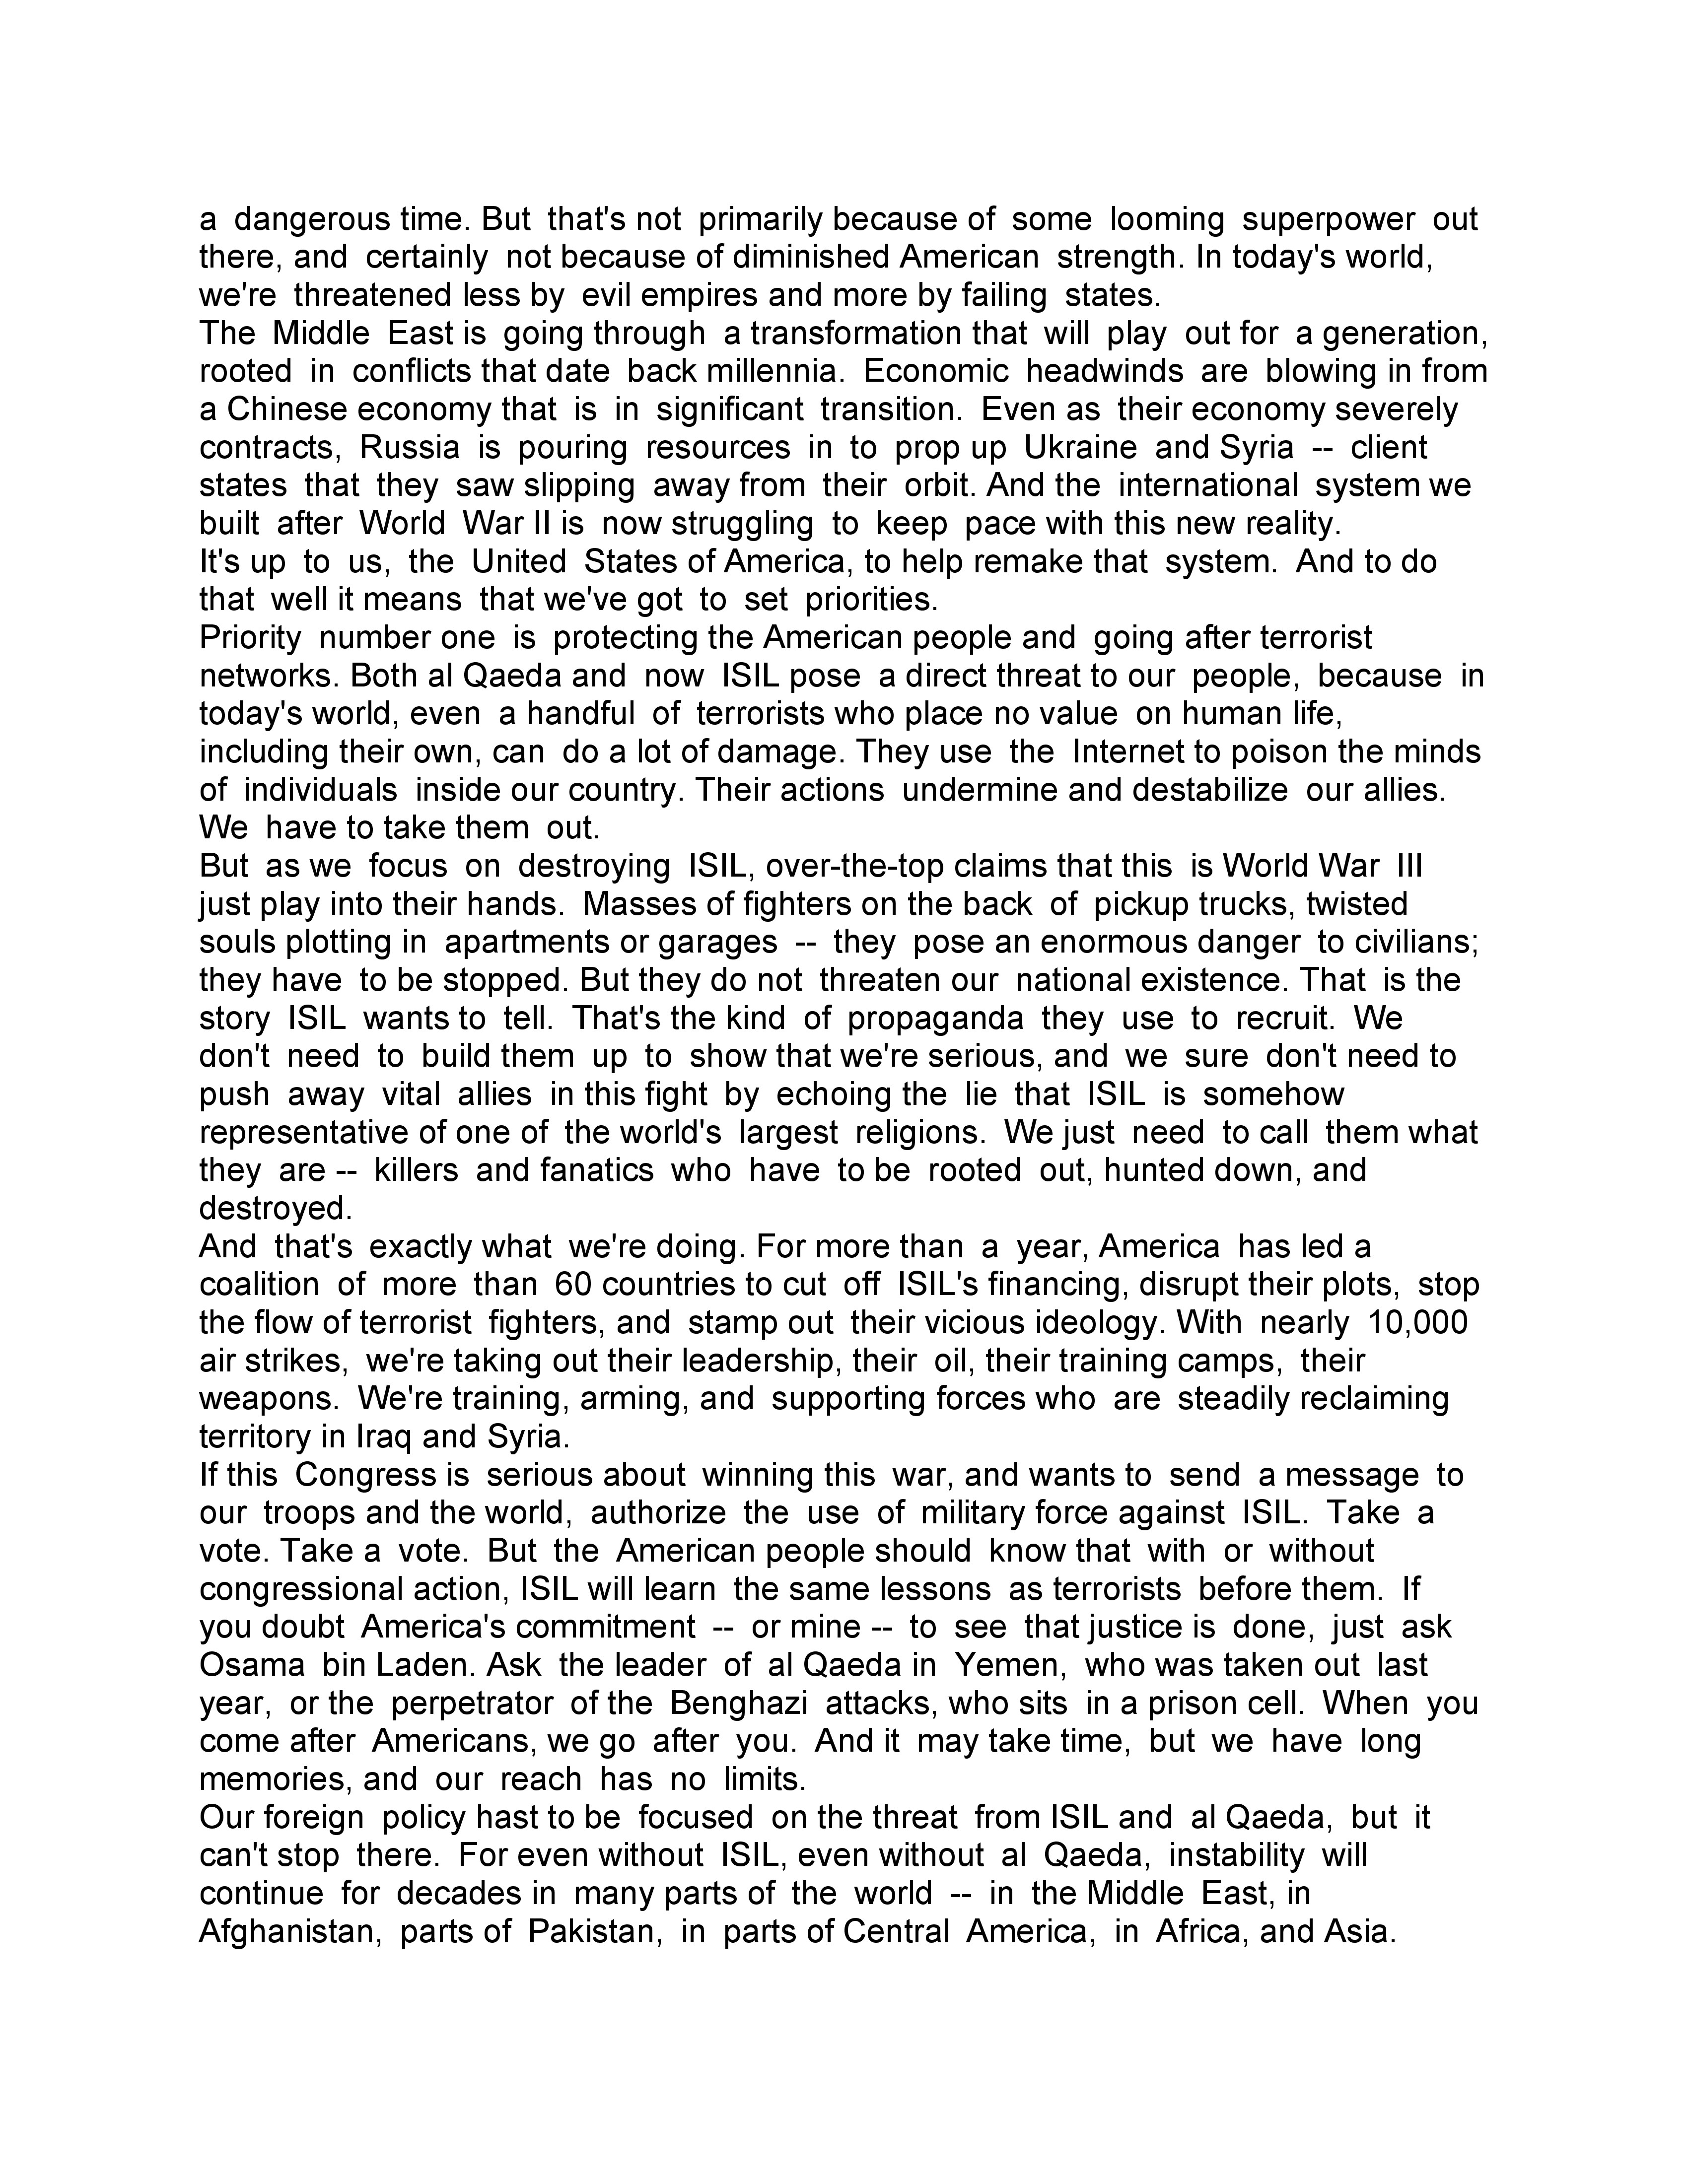 a dangerous time. But that's not primarily because of some looming superpower out
there, and certainly not because of diminished American strength. In today's world,
we're threatened less by evil empires and more by failing states.
The Middle East is going through a transformation that will play out for a generation,
rooted in conflicts that date back millennia. Economic headwinds are blowing in from
a Chinese economy that is in significant transition. Even as their economy severely
contracts, Russia is pouring resources in to prop up Ukraine and Syria -- client
states that they saw slipping away from their orbit. And the international system we
built after World War II is now struggling to keep pace with this new reality.
It's up to us, the United States of America, to help remake that system. And to do
that well it means that we've got to set priorities.
Priority number one is protecting the American people and going after terrorist
networks. Both al Qaeda and now ISIL pose a direct threat to our people, because in
today's world, even a handful of terrorists who place no value on human life,
including their own, can do a lot of damage. They use the Internet to poison the minds
of individuals inside our country. Their actions undermine and destabilize our allies.
We have to take them out.
But as we focus on destroying ISIL, over-the-top claims that this is World War III
just play into their hands. Masses of fighters on the back of pickup trucks, twisted
souls plotting in apartments or garages -- they pose an enormous danger to civilians;
they have to be stopped. But they do not threaten our national existence. That is the
story ISIL wants to tell. That's the kind of propaganda they use to recruit. We
don't need to build them up to show that we're serious, and we sure don't need to
push away vital allies in this fight by echoing the lie that ISIL is somehow
representative of one of the world's largest religions. We just need to call them what
they are -- killers and fanatics who have to be rooted out, hunted down, and
destroyed.
And that's exactly what we're doing. For more than a year, America has led a
coalition of more than 60 countries to cut off ISIL's financing, disrupt their plots, stop
the flow of terrorist fighters, and stamp out their vicious ideology. With nearly 10,000
air strikes, we're taking out their leadership, their oil, their training camps, their
weapons. We're training, arming, and supporting forces who are steadily reclaiming
territory in Iraq and Syria.
If this Congress is serious about winning this war, and wants to send a message to
our troops and the world, authorize the use of military force against ISIL. Take a
vote. Take a vote. But the American people should know that with or without
congressional action, ISIL will learn the same lessons as terrorists before them. If
you doubt America's commitment -- or mine -- to see that justice is done, just ask
Osama bin Laden. Ask the leader of al Qaeda in Yemen, who was taken out last
year, or the perpetrator of the Benghazi attacks, who sits in a prison cell. When you
come after Americans, we go after you. And it may take time, but we have long
memories, and our reach has no limits.
Our foreign policy hast to be focused on the threat from ISIL and al Qaeda, but it
can't stop there. For even without ISIL, even without al Qaeda, instability will
continue for decades in many parts of the world -- in the Middle East, in
Afghanistan, parts of Pakistan, in parts of Central America, in Africa, and Asia.